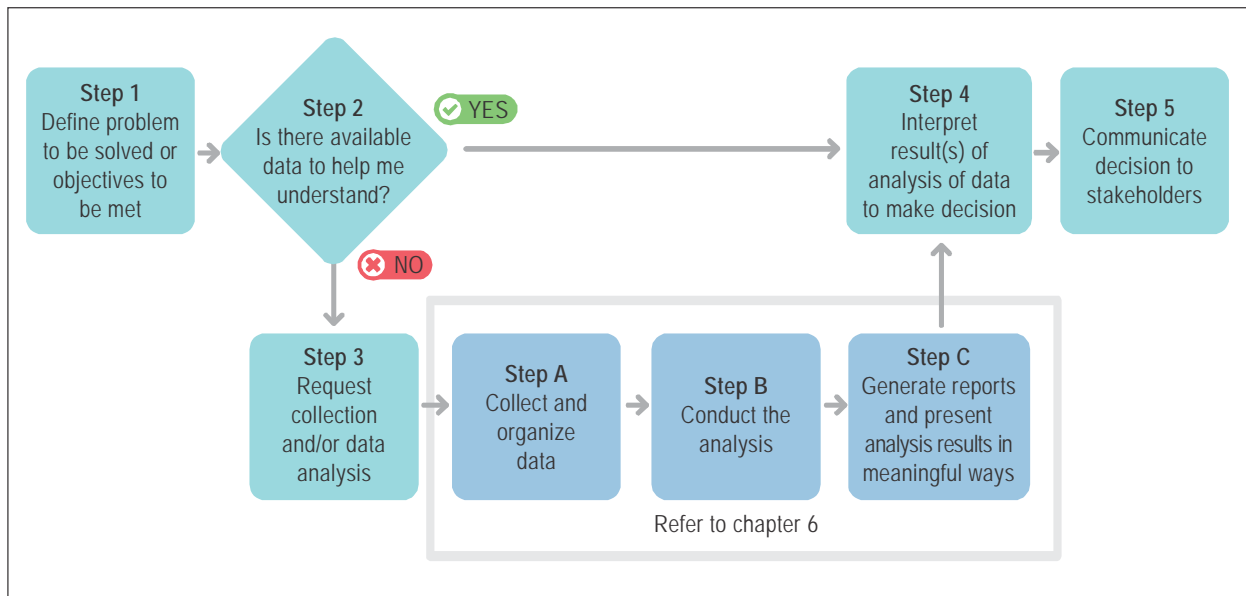 Step 1
Define problem
to be solved or
objectives to
be met
Step 2
Is there available
data to help me
understand?
YES
NO
Step 4
Interpret
result(s) of
analysis of data
to make decision
Step 5
Communicate
decision to
stakeholders
Step 3
Request
collection
and/or data
analysis
Step A
Collect and
organize
data
Step B
Conduct the
analysis
Step C
Generate reports
and present
analysis results in
meaningful ways
Refer to chapter 6